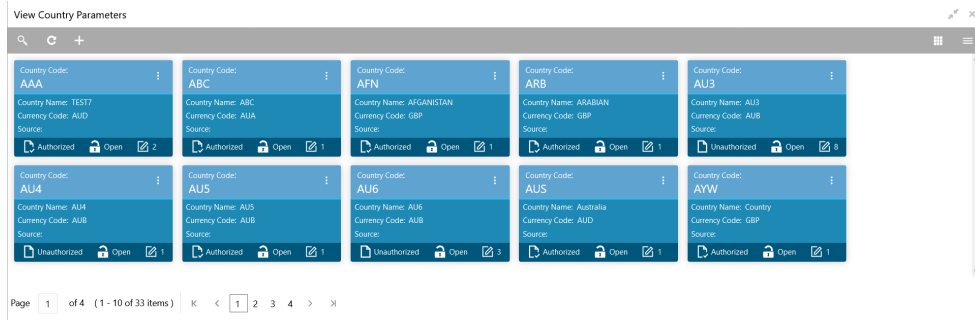 View Country Parameters
Country Code: Country Code: Country Code: Country Code: Country Code:
AAA ABC AFN ARB AU3
Country Name: TEST7 Country Name: ABC Country Name: AFGANISTAN Country Name: ARABIAN Country Name: AU3
Currency Code: AUD Currency Code: AUA Currency Code: GBP Currency Code: GBP Currency Code: AUB
Source: Source: Source: Source: Source:
Authorized Open 2 Authorized Open 1 Authorized Open 1 Authorized Open 1 Unauthorized Open 8
Country Code: Country Code: Country Code: Country Code: Country Code:
AU4 AU5 AU6 AUS AYW
Country Name: AU4 Country Name: AU5 Country Name: AU6 Country Name: Australia Country Name: Country
Currency Code: AUB Currency Code: AUB Currency Code: AUB Currency Code: AUD Currency Code: GBP
Source: Source: Source: Source: Source:
Unauthorized Open 1 Authorized Open 1 Unauthorized Open 3 Authorized Open 1 Authorized Open 1
Page 1 of 4 ( 1 - 10 of 33 items ) 1 2 3 4